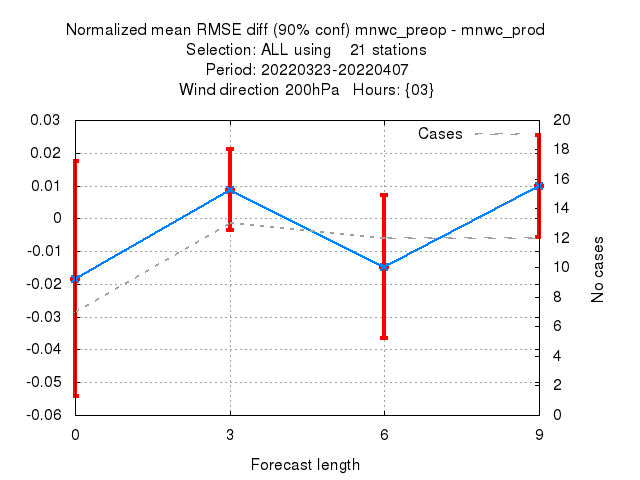 Normalized mean RMSE diff (90% conf) mnwc_preop - mnwc_prod
Selection: ALL using    21 stations
Period: 20220323-20220407
Wind direction 200hPa   Hours: {03}
Cases
0.03
0.02
0.01
0
-0.01
-0.02
-0.03
-0.04
-0.05
-0.06
20
18
16
14
12
10
8
6
4
2
0
No cases
0 3 6 9
Forecast length